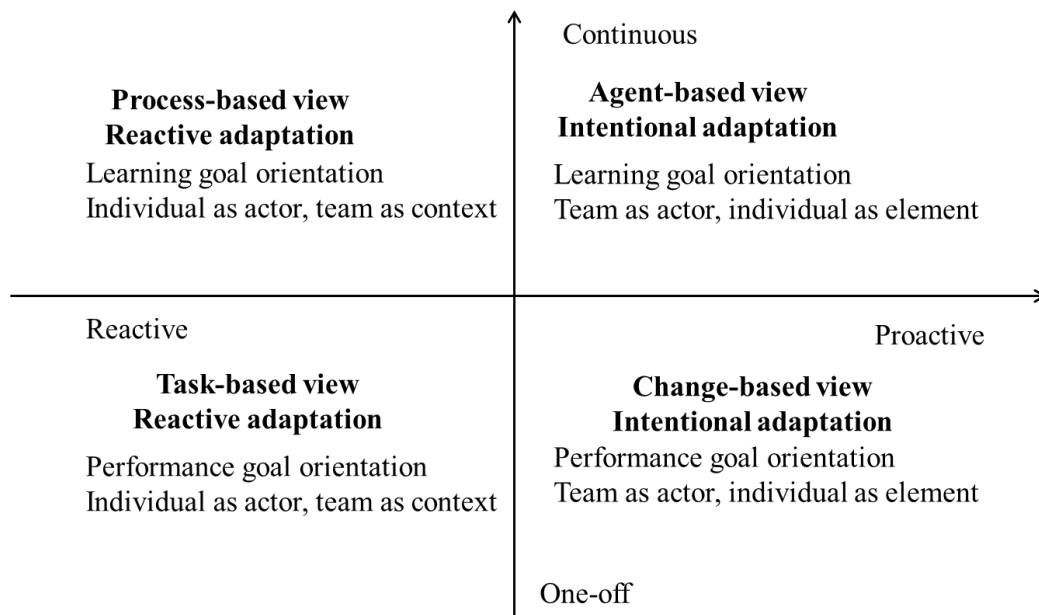 Continuous
Process-based view
Reactive adaptation
Learning goal orientation
Individual as actor, team as context
Agent-based view
Intentional adaptation
Learning goal orientation
Team as actor, individual as element
Reactive
Proactive
Task-based view
Reactive adaptation
Performance goal orientation
Individual as actor, team as context
Change-based view
Intentional adaptation
Performance goal orientation
Team as actor, individual as element
One-off